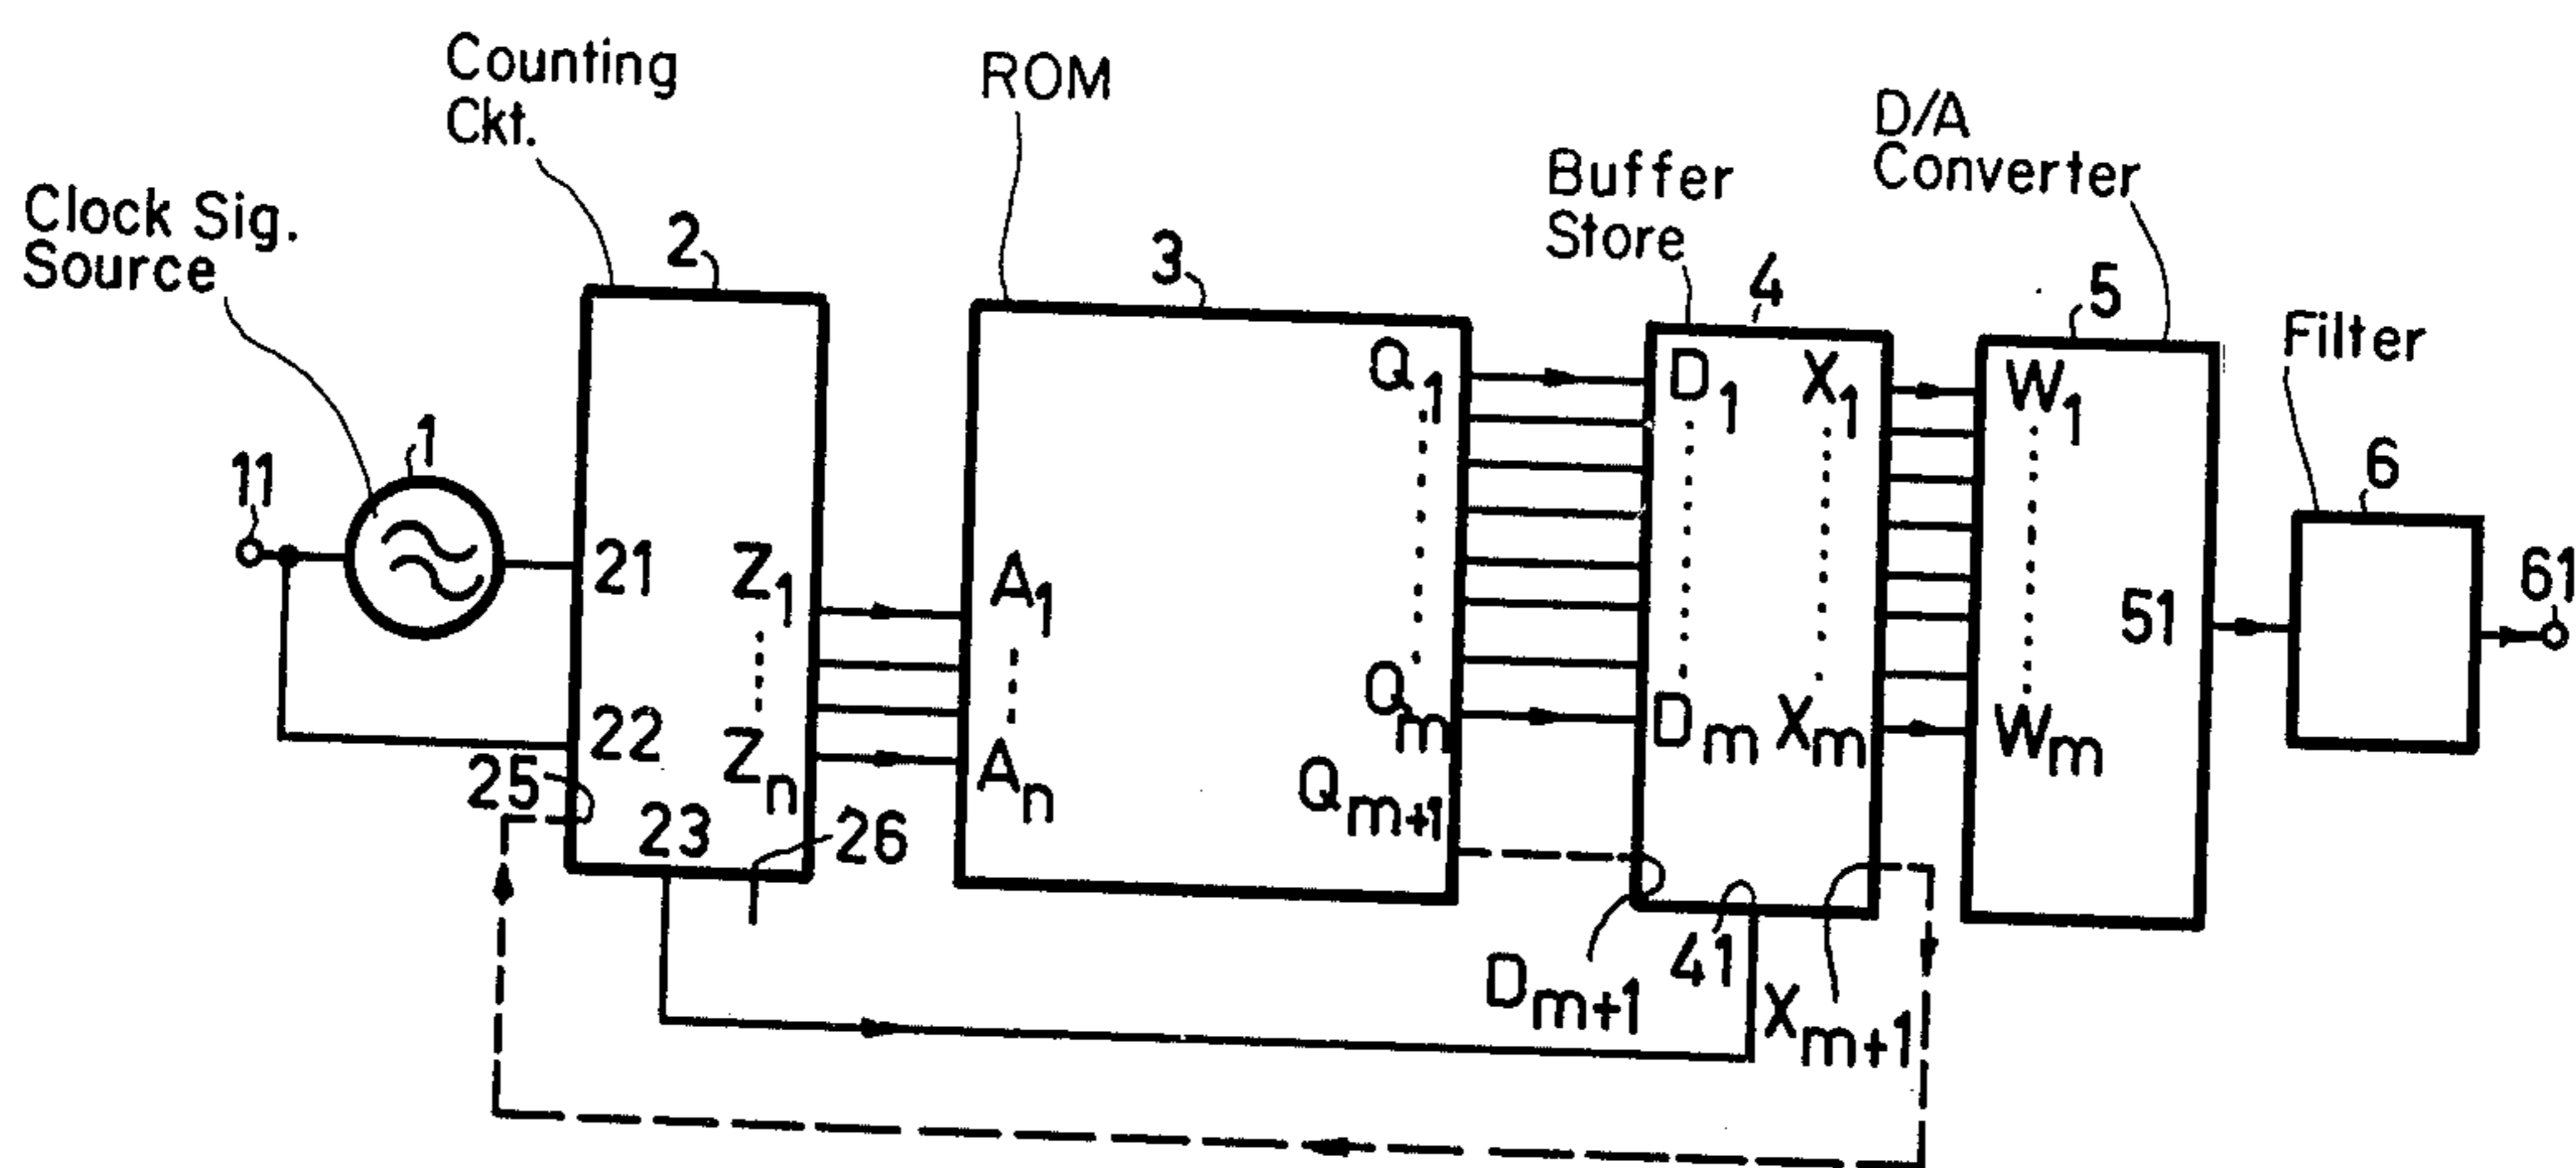 Counting
Ckt.
ROM
D/A
Converter
Buffer
Store
Clock Sig.
Source
Filter
1
2
3
4
5
6
11
21
22
23
25
26
Z1
Zn
A1
An
Q1
Qm
Qm+1
D1
Dm
Dm+1
X1
Xm
Xm+1
41
W1
Wm
51
61